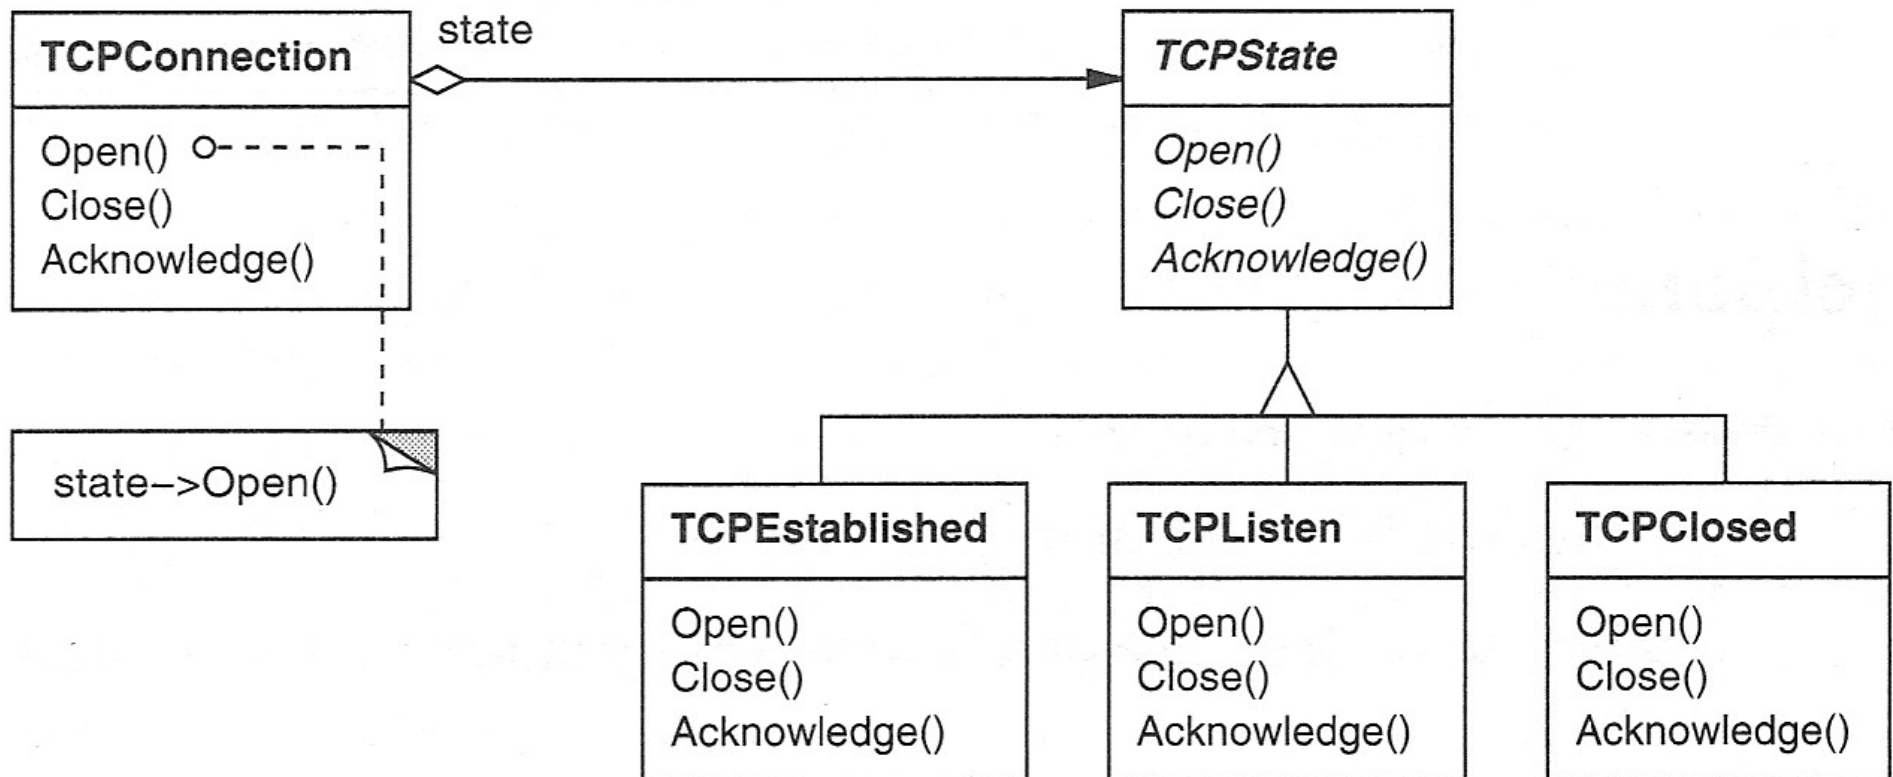 TCPConnection
Open()
Close()
Acknowledge()
state
TCPState
Open()
Close()
Acknowledge()
state–>Open()
TCPEstablished
Open()
Close()
Acknowledge()
TCPListen
Open()
Close()
Acknowledge()
TCPClosed
Open()
Close()
Acknowledge()